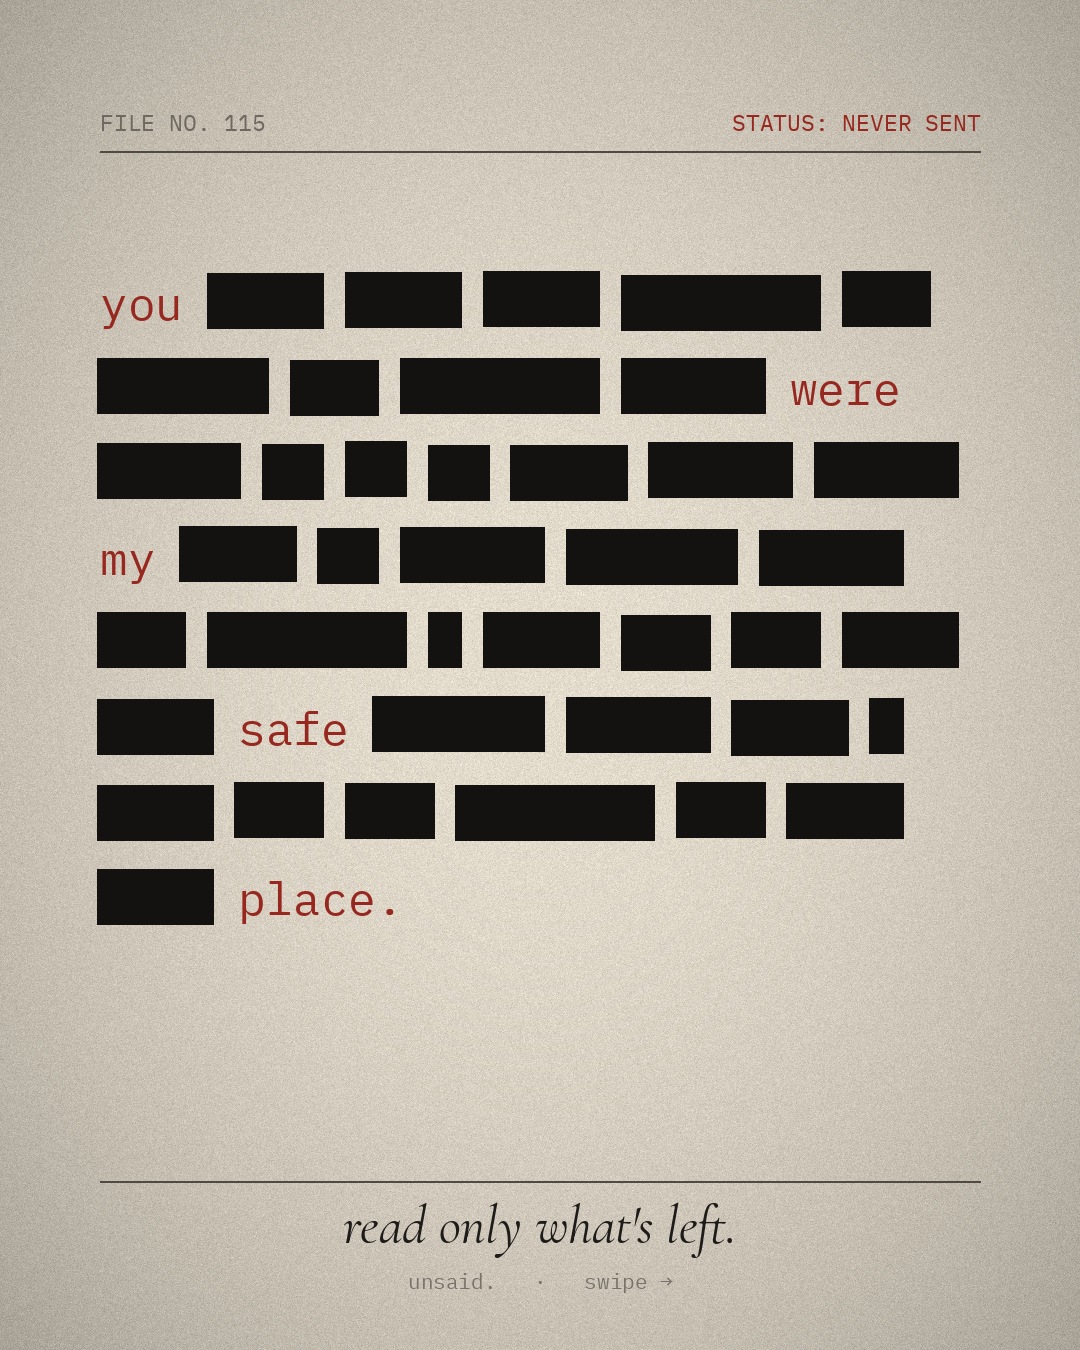 FILE NO. 115
STATUS: NEVER SENT
you
were
my
safe
place.
read only what's left.
unsaid. · swipe →